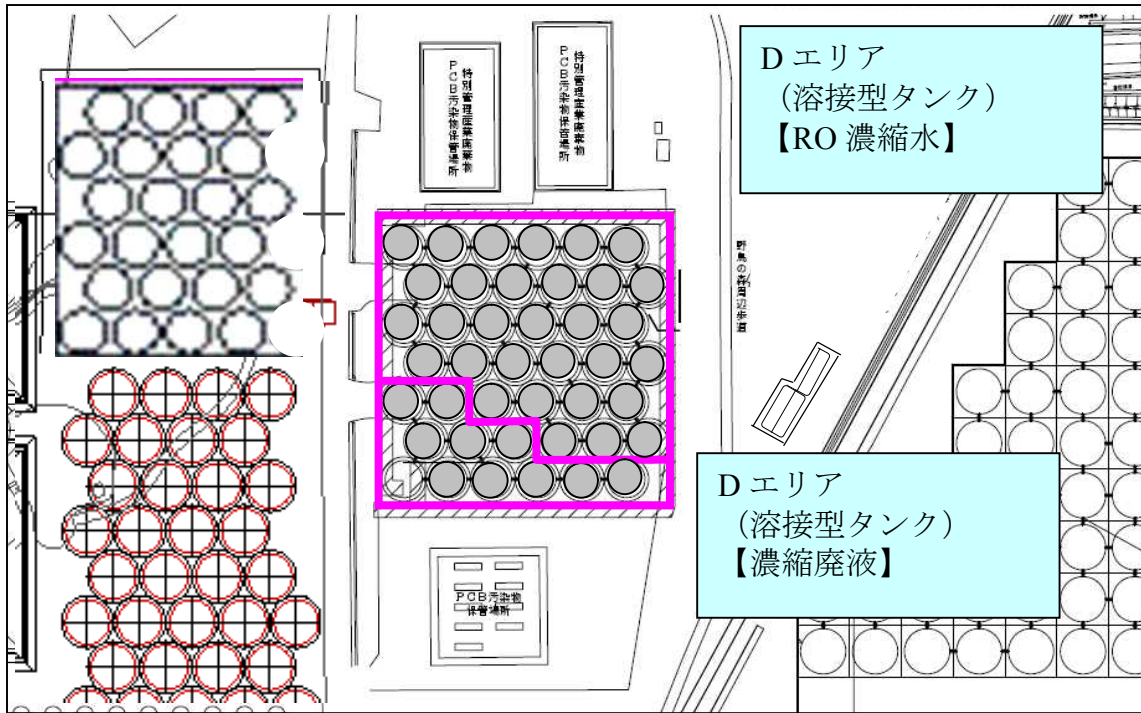 特別管理産業廃棄物
PCB汚染物保管場所
特別管理産業廃棄物
PCB汚染物保管場所
D エリア
（溶接型タンク）
【RO 濃縮水】
野鳥の森周辺歩道
D エリア
（溶接型タンク）
【濃縮廃液】
PCB汚染物
保管場所